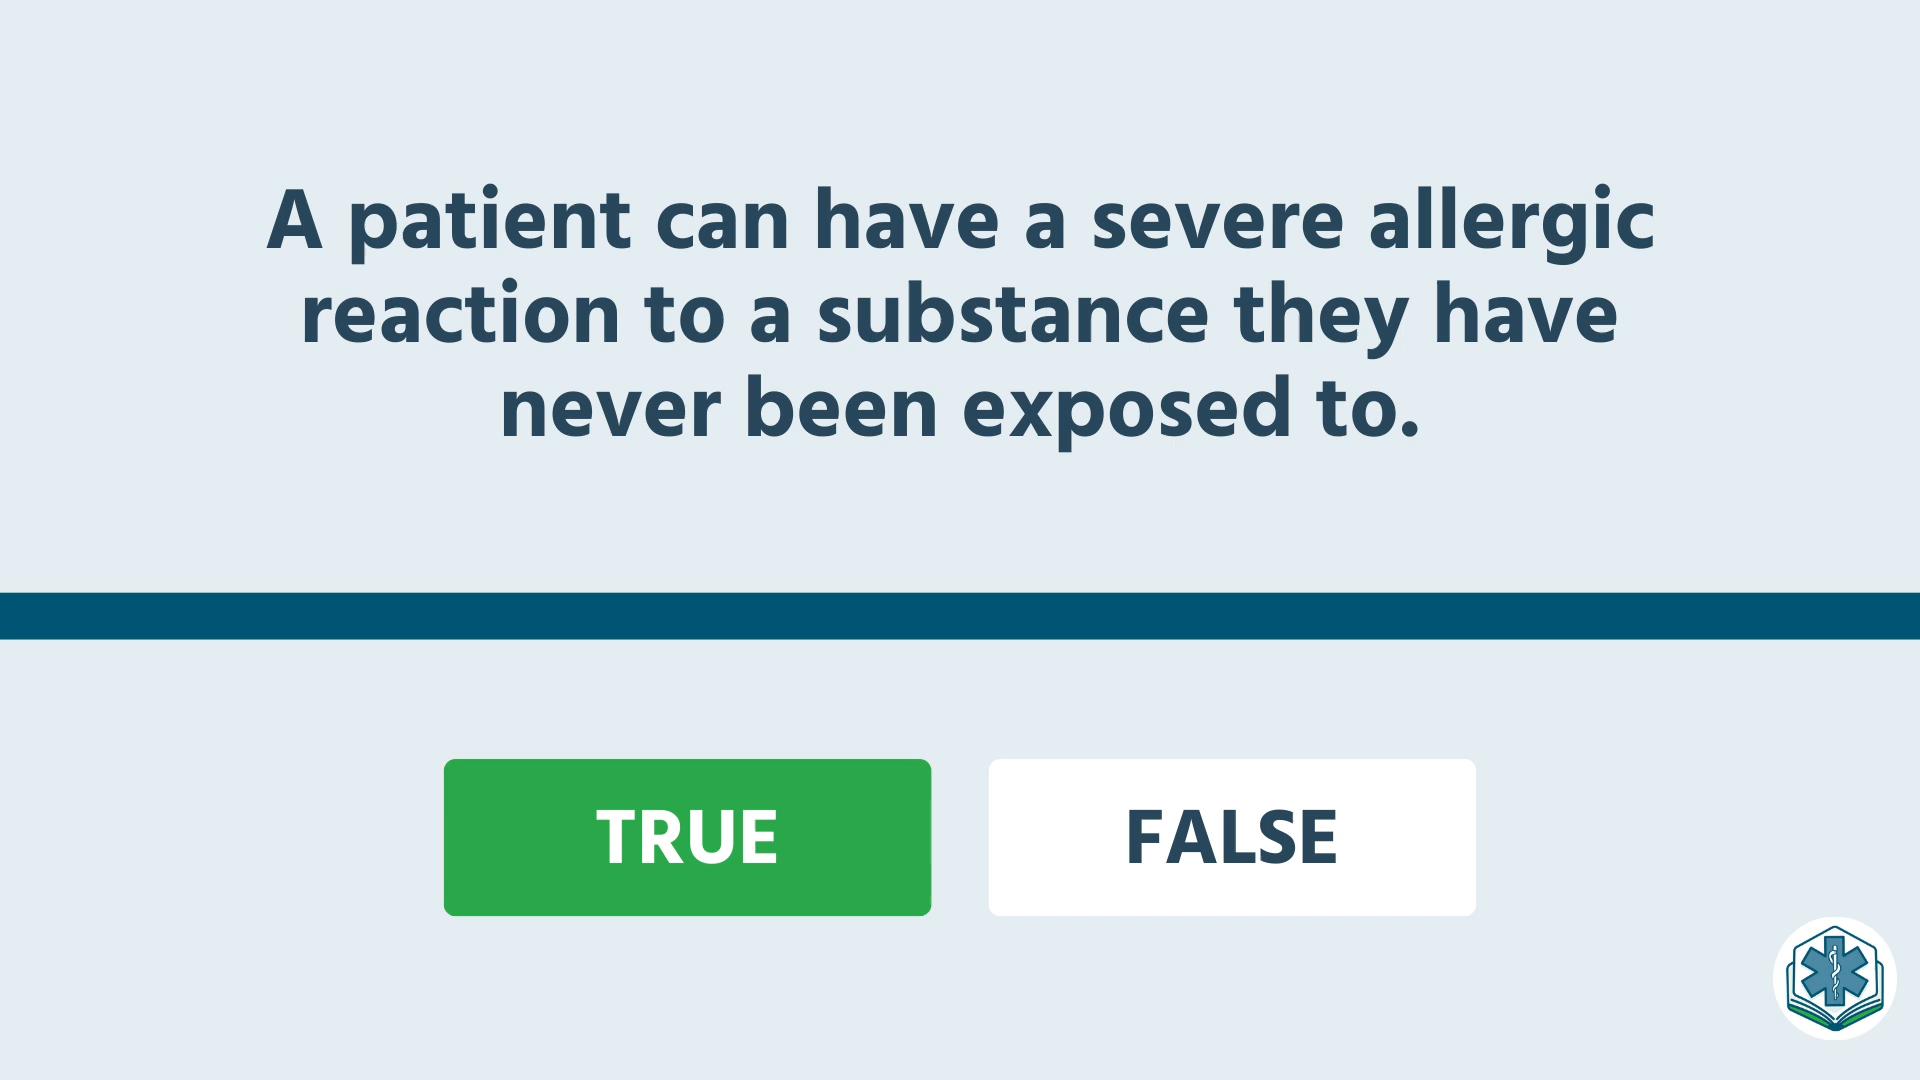 A patient can have a severe allergic
reaction to a substance they have
never been exposed to.
TRUE
FALSE